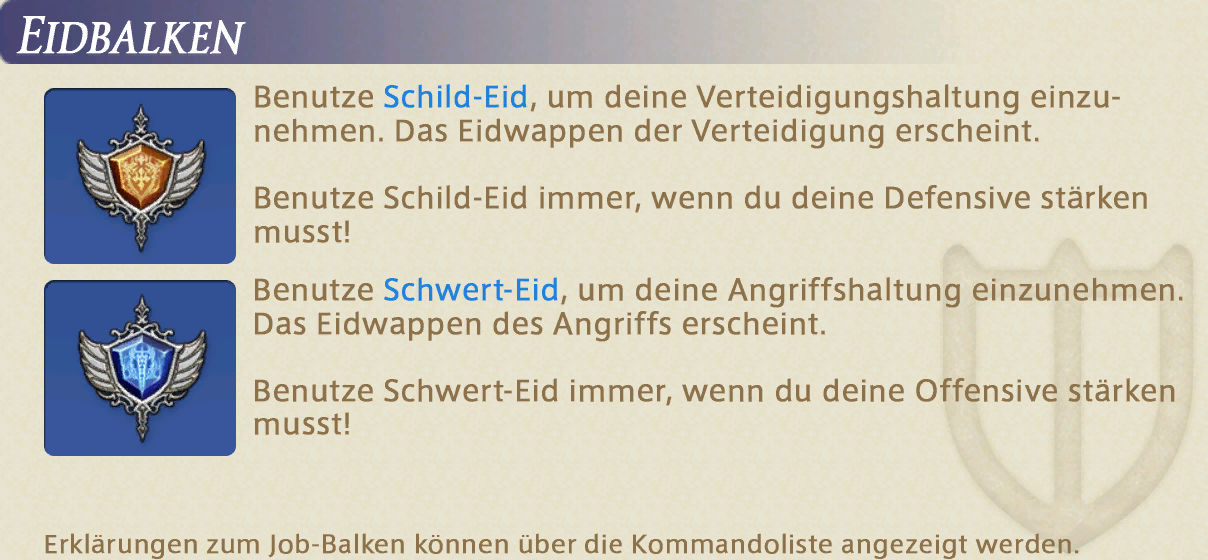 EIDBALKEN
Benutze Schild-Eid, um deine Verteidigungshaltung einzu-
nehmen. Das Eidwappen der Verteidigung erscheint.
Benutze Schild-Eid immer, wenn du deine Defensive stärken
musst!
Benutze Schwert-Eid, um deine Angriffshaltung einzunehmen.
Das Eidwappen des Angriffs erscheint.
Benutze Schwert-Eid immer, wenn du deine Offensive stärken
musst!
Erklärungen zum Job-Balken können über die Kommandoliste angezeigt werden.